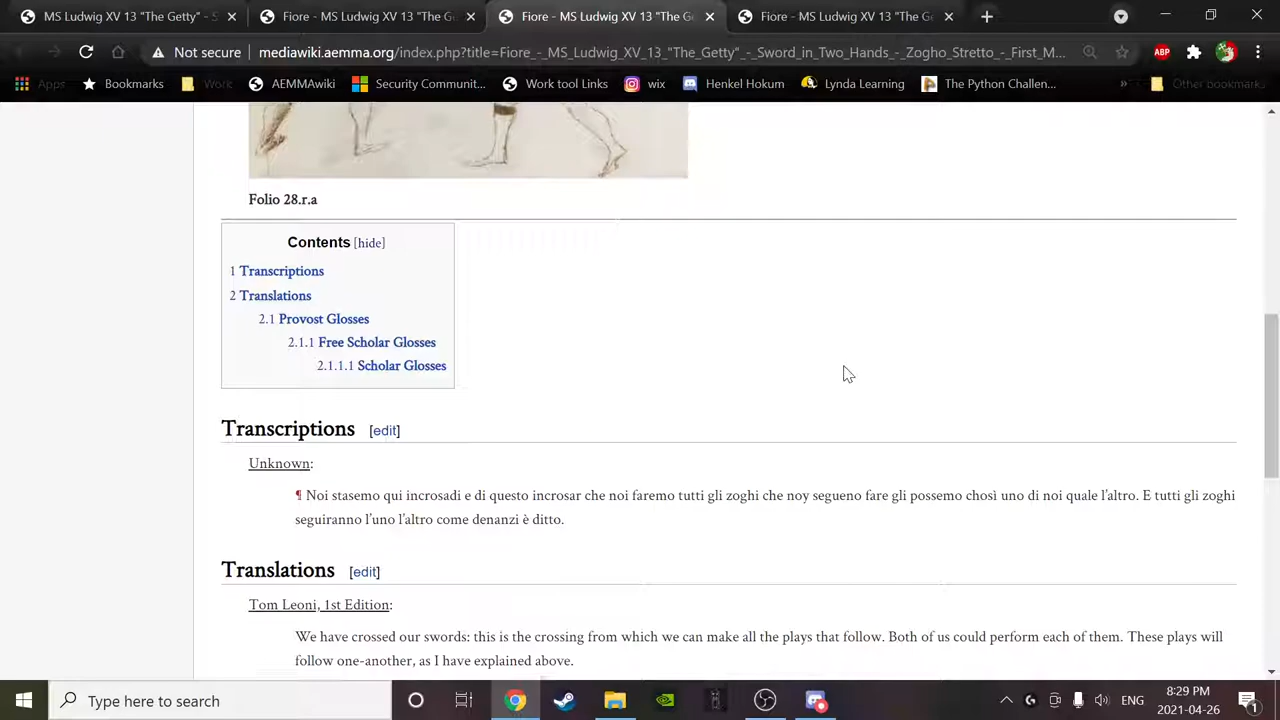 MS Ludwig XV 13 "The Getty" - S
Fiore - MS Ludwig XV 13 "The G
Fiore - MS Ludwig XV 13 "The G
Fiore - MS Ludwig XV 13 "The Ge
Not secure mediawiki.aemma.org/index.php?title=Fiore_-_MS_Ludwig_XV_13_"The_Getty"_-_Sword_in_Two_Hands_-_Zogho_Stretto_-_First_M...
ABP
Apps Bookmarks Work AEMMAwiki Security Communit... Work tool Links wix Henkel Hokum Lynda Learning The Python Challen... » Other bookmarks
Folio 28.r.a
Contents [hide]
1 Transcriptions
2 Translations
2.1 Provost Glosses
2.1.1 Free Scholar Glosses
2.1.1.1 Scholar Glosses
Transcriptions [edit]
Unknown:
¶ Noi stasemo qui incrosadi e di questo incrosar che noi faremo tutti gli zoghi che noy segueno fare gli possemo chosì uno di noi quale l'altro. E tutti gli zoghi
seguiranno l'uno l'altro come denanzi è ditto.
Translations [edit]
Tom Leoni, 1st Edition:
We have crossed our swords: this is the crossing from which we can make all the plays that follow. Both of us could perform each of them. These plays will
follow one-another, as I have explained above.
Type here to search
ENG
8:29 PM
2021-04-26
1